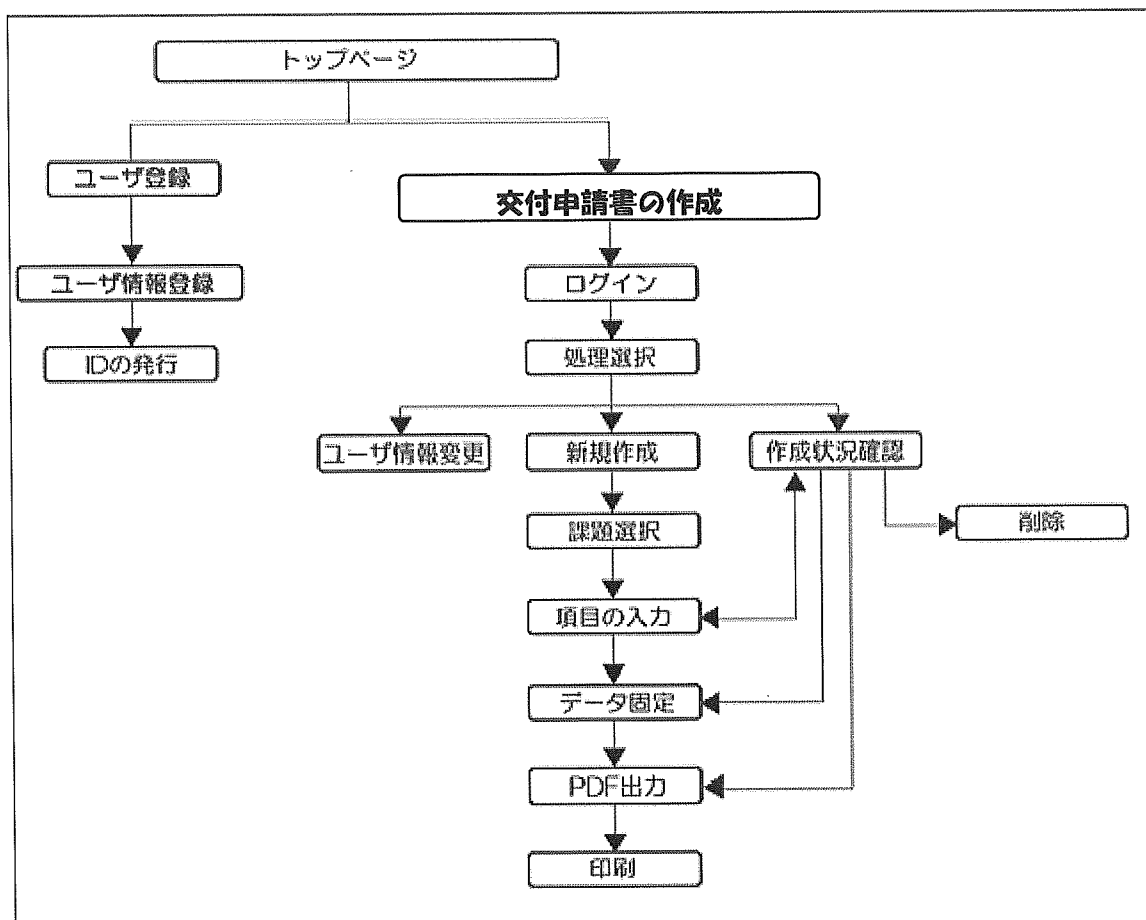 トップページ
ユーザ登録
交付申請書の作成
ユーザ情報登録
ログイン
IDの発行
処理選択
ユーザ情報変更
新規作成
作成状況確認
課題選択
削除
項目の入力
データ固定
PDF出力
印刷